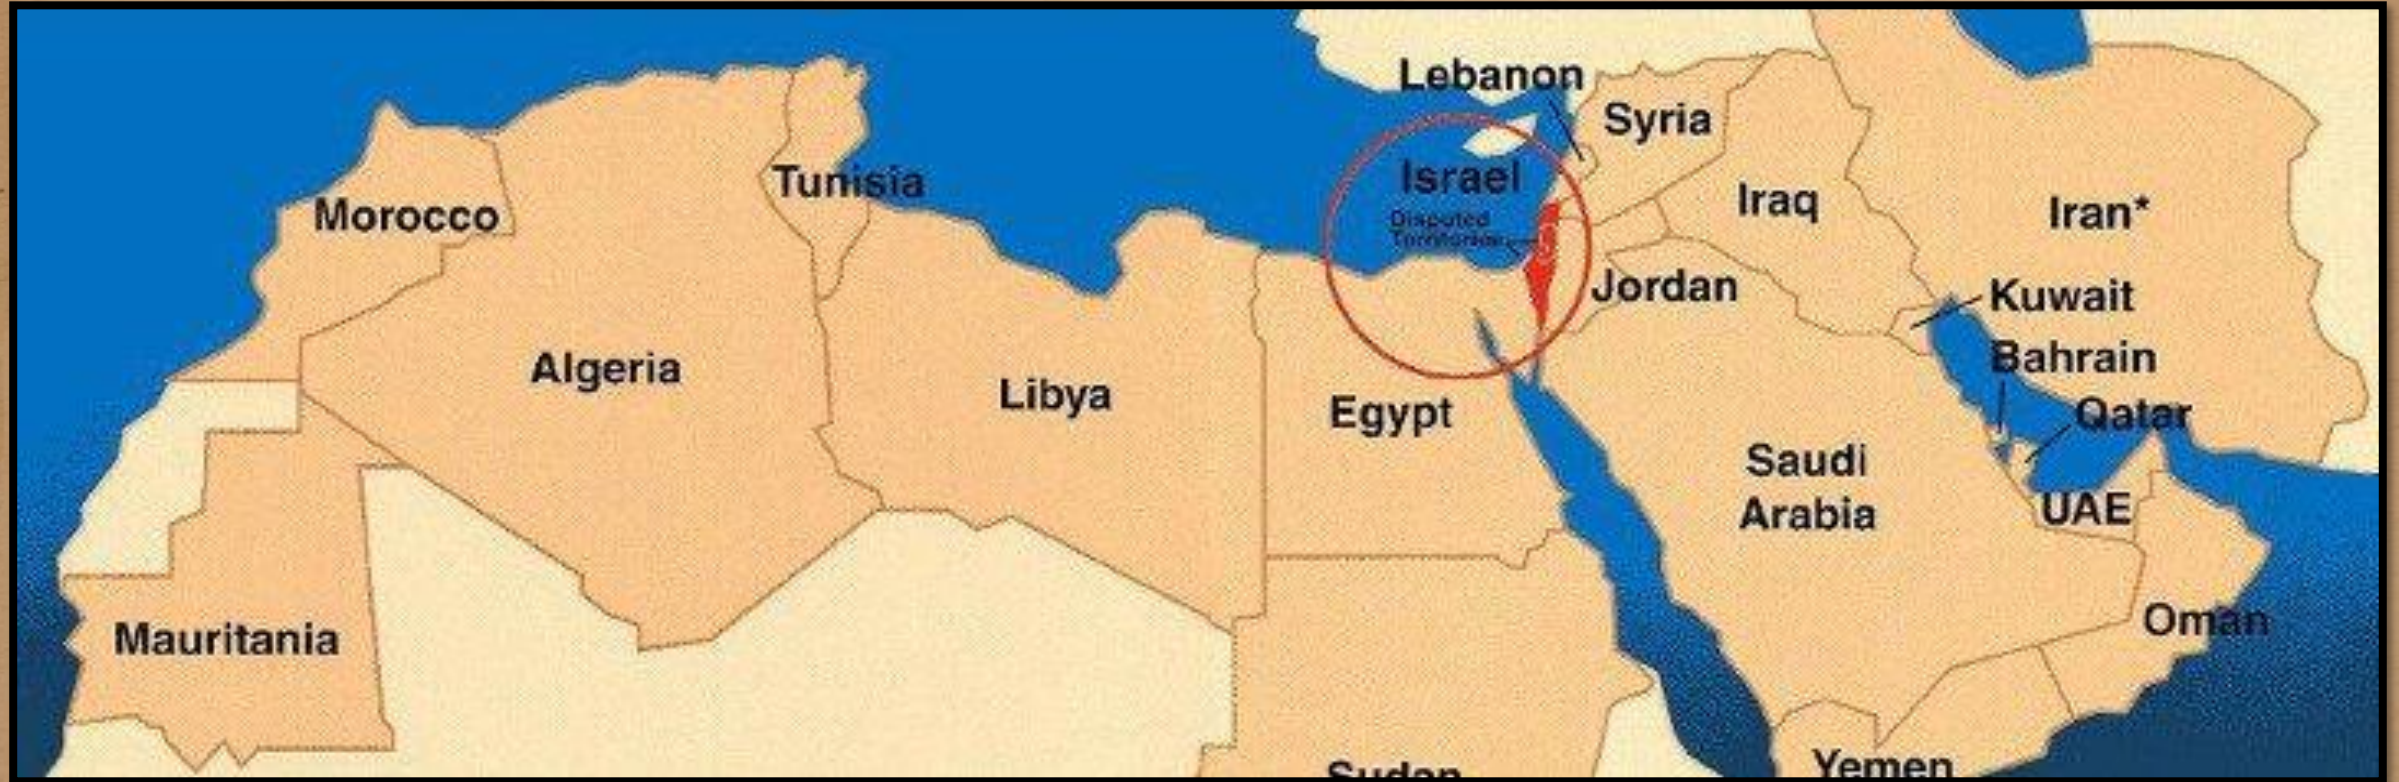 Lebanon
Syria
Tunisia
Israel
Morocco
Iraq
Iran*
Disputed
Territories
Jordan
Kuwait
Bahrain
Algeria
Libya
Egypt
Qatar
Saudi
Arabia
UAE
Mauritania
Oman
Sudan
Yemen